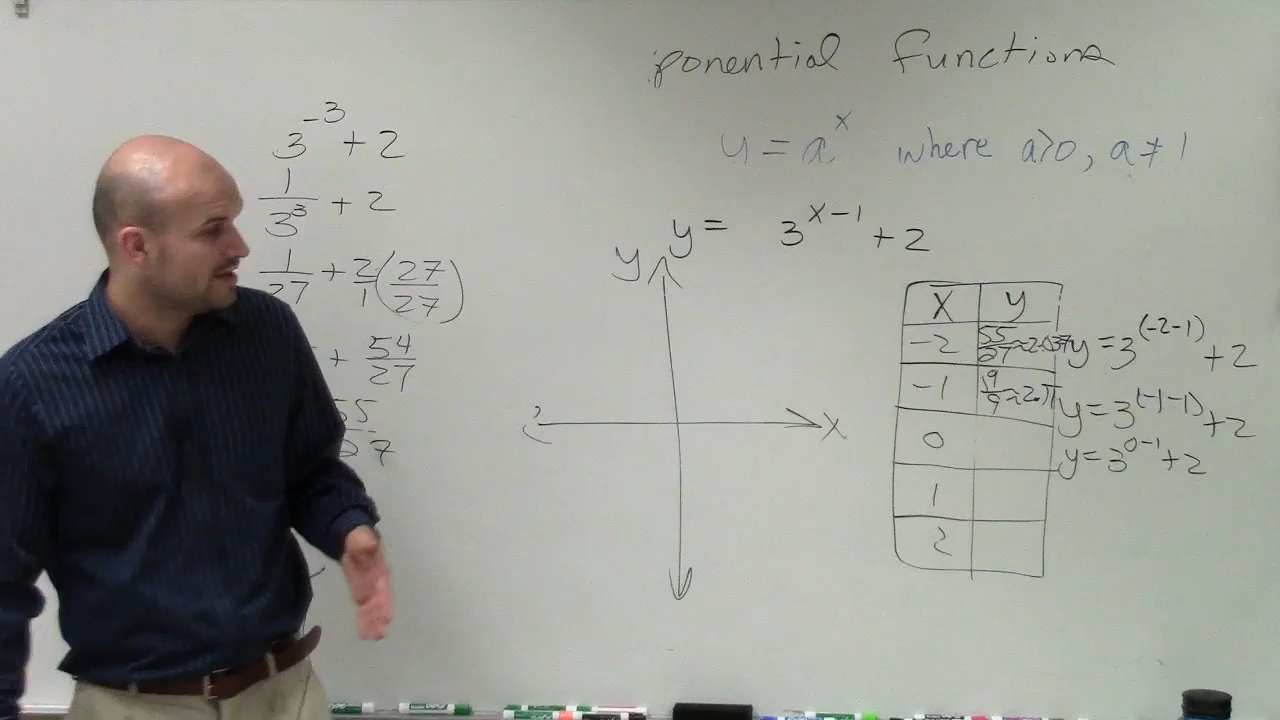 ponential functions
y = a^x where a>0, a ≠ 1
y = 3^(x-1) + 2
3^-3 + 2
1/3^3 + 2
1/27 + 2/1 (27/27)
+ 54/27
55
7
y
x
x y
-2 55/27 ≈ 2.037 y = 3^(-2-1) + 2
-1 19/9 ≈ 2.11 y = 3^(-1-1) + 2
0 y = 3^0-1 + 2
1
2